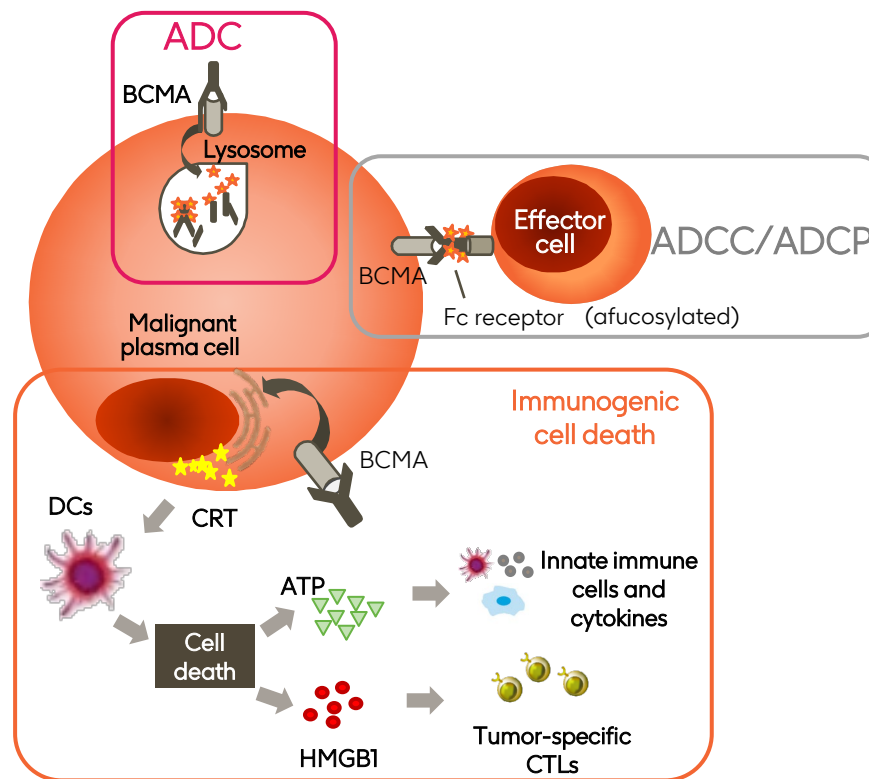 ADC
BCMA
Lysosome
Effector
cell
ADCC/ADCP
BCMA
Fc receptor (afucosylated)
Malignant
plasma cell
Immunogenic
cell death
BCMA
DCs
CRT
ATP
Innate immune
cells and
cytokines
Cell
death
HMGB1
Tumor-specific
CTLs